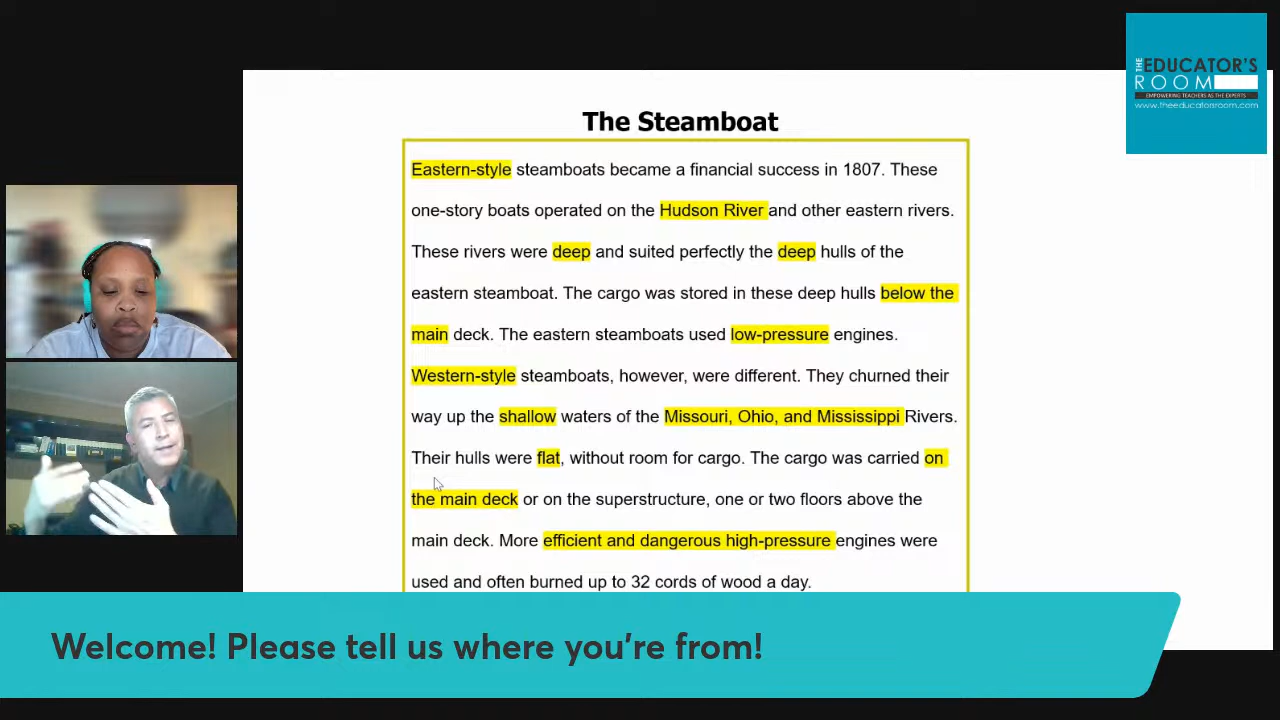 THE EDUCATOR'S
ROOM
EMPOWERING TEACHERS AS THE EXPERTS
www.theeducatorsroom.com
The Steamboat
Eastern-style steamboats became a financial success in 1807. These
one-story boats operated on the Hudson River and other eastern rivers.
These rivers were deep and suited perfectly the deep hulls of the
eastern steamboat. The cargo was stored in these deep hulls below the
main deck. The eastern steamboats used low-pressure engines.
Western-style steamboats, however, were different. They churned their
way up the shallow waters of the Missouri, Ohio, and Mississippi Rivers.
Their hulls were flat, without room for cargo. The cargo was carried on
the main deck or on the superstructure, one or two floors above the
main deck. More efficient and dangerous high-pressure engines were
used and often burned up to 32 cords of wood a day.
Welcome! Please tell us where you're from!